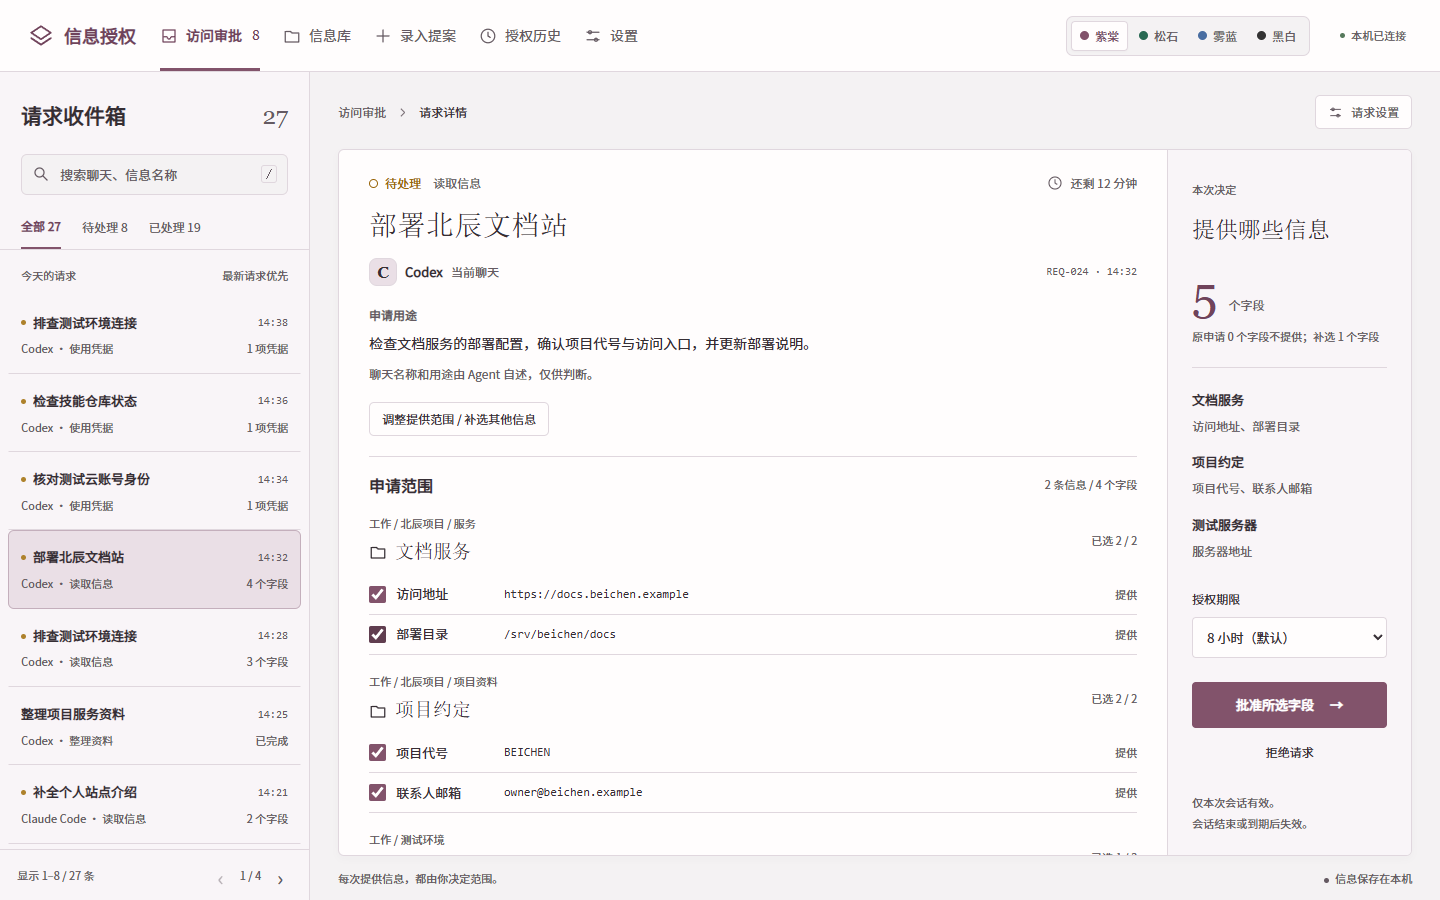 信息授权
访问审批 8
信息库
录入提案
授权历史
设置
紫棠
松石
雾蓝
黑白
本机已连接
请求收件箱 27
搜索聊天、信息名称 /
全部 27 待处理 8 已处理 19
今天的请求 最新请求优先
排查测试环境连接 14:38
Codex · 使用凭据 1 项凭据
检查技能仓库状态 14:36
Codex · 使用凭据 1 项凭据
核对测试云账号身份 14:34
Codex · 使用凭据 1 项凭据
部署北辰文档站 14:32
Codex · 读取信息 4 个字段
排查测试环境连接 14:28
Codex · 读取信息 3 个字段
整理项目服务资料 14:25
Codex · 整理资料 已完成
补全个人站点介绍 14:21
Claude Code · 读取信息 2 个字段
显示 1–8 / 27 条 ‹ 1 / 4 ›
访问审批 > 请求详情
请求设置
待处理 读取信息 还剩 12 分钟
部署北辰文档站
C Codex 当前聊天 REQ-024 · 14:32
申请用途
检查文档服务的部署配置，确认项目代号与访问入口，并更新部署说明。
聊天名称和用途由 Agent 自述，仅供判断。
调整提供范围 / 补选其他信息
申请范围 2 条信息 / 4 个字段
工作 / 北辰项目 / 服务
文档服务 已选 2 / 2
访问地址 https://docs.beichen.example 提供
部署目录 /srv/beichen/docs 提供
工作 / 北辰项目 / 项目资料
项目约定 已选 2 / 2
项目代号 BEICHEN 提供
联系人邮箱 owner@beichen.example 提供
工作 / 测试环境
本次决定
提供哪些信息
5 个字段
原申请 0 个字段不提供；补选 1 个字段
文档服务
访问地址、部署目录
项目约定
项目代号、联系人邮箱
测试服务器
服务器地址
授权期限
8 小时（默认）
批准所选字段 →
拒绝请求
仅本次会话有效。
会话结束或到期后失效。
每次提供信息，都由你决定范围。
信息保存在本机